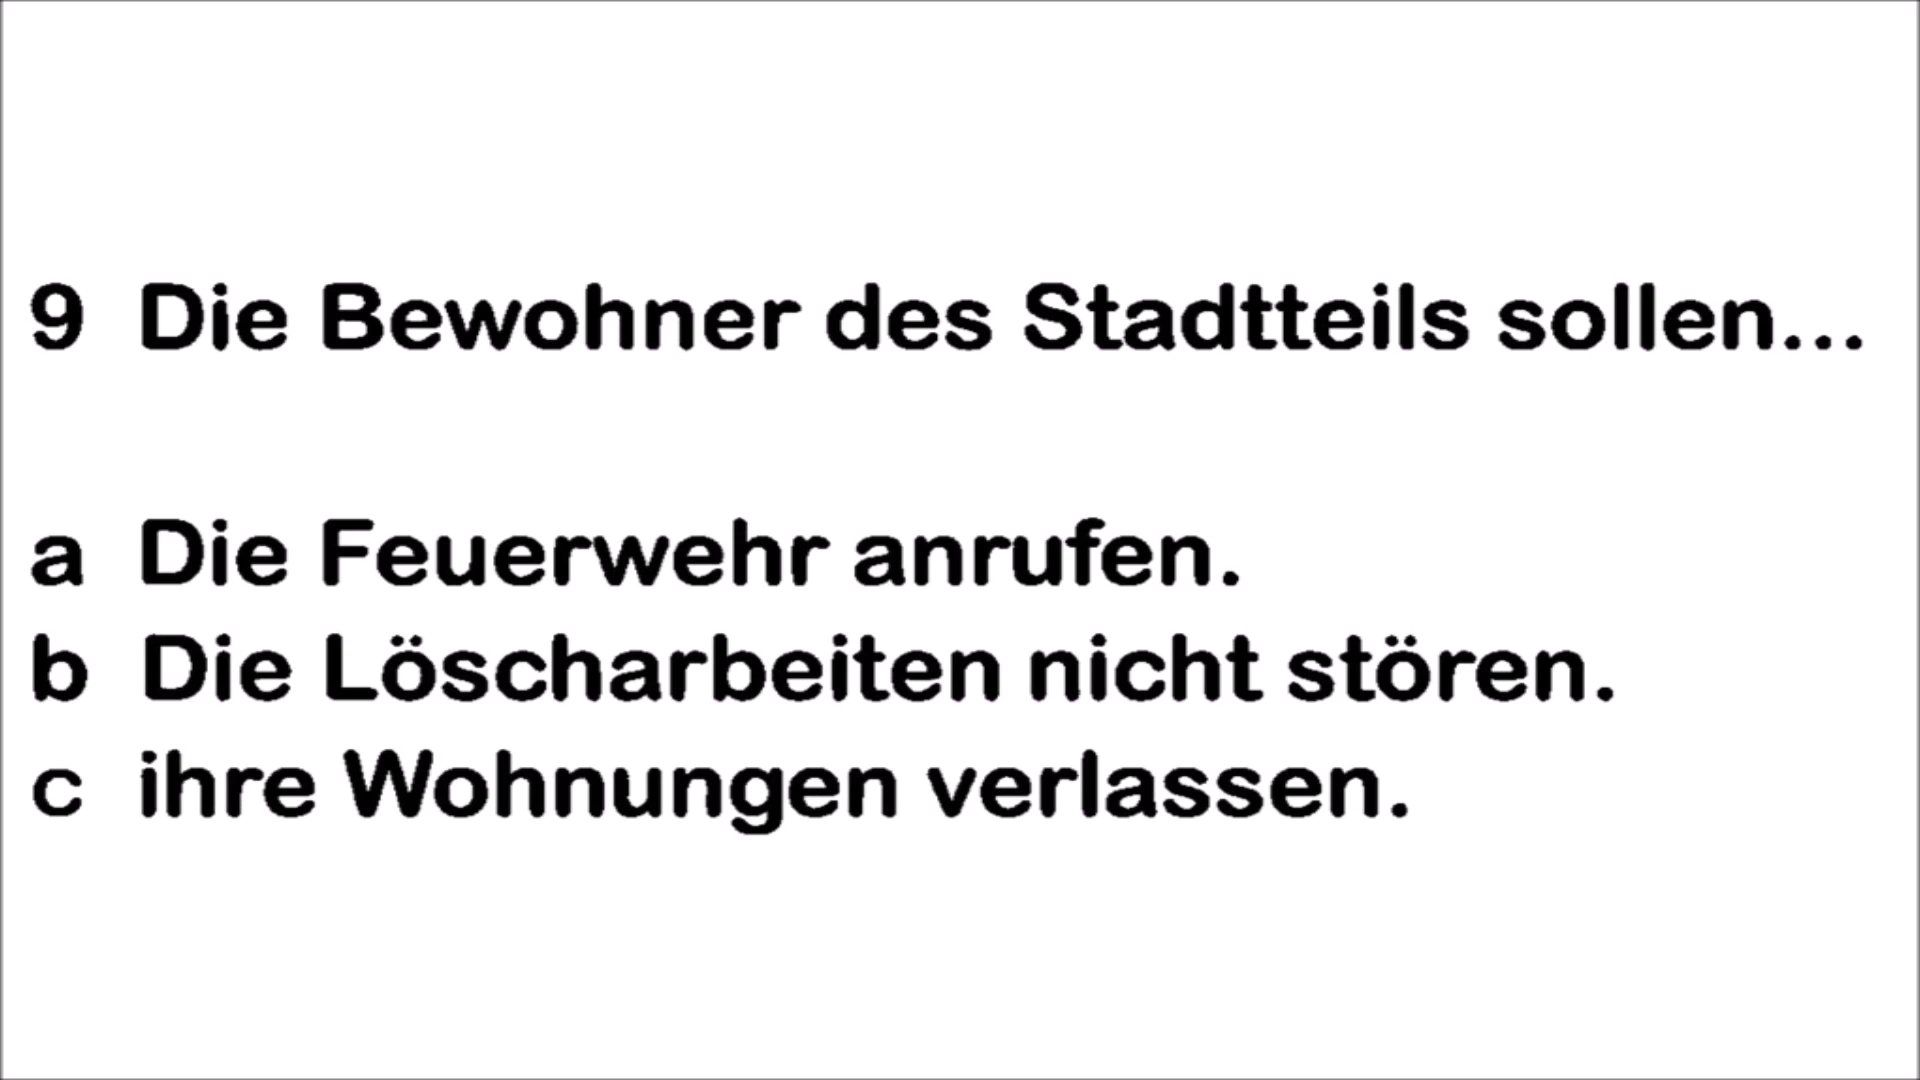 9 Die Bewohner des Stadtteils sollen...
a Die Feuerwehr anrufen.
b Die Löscharbeiten nicht stören.
c ihre Wohnungen verlassen.